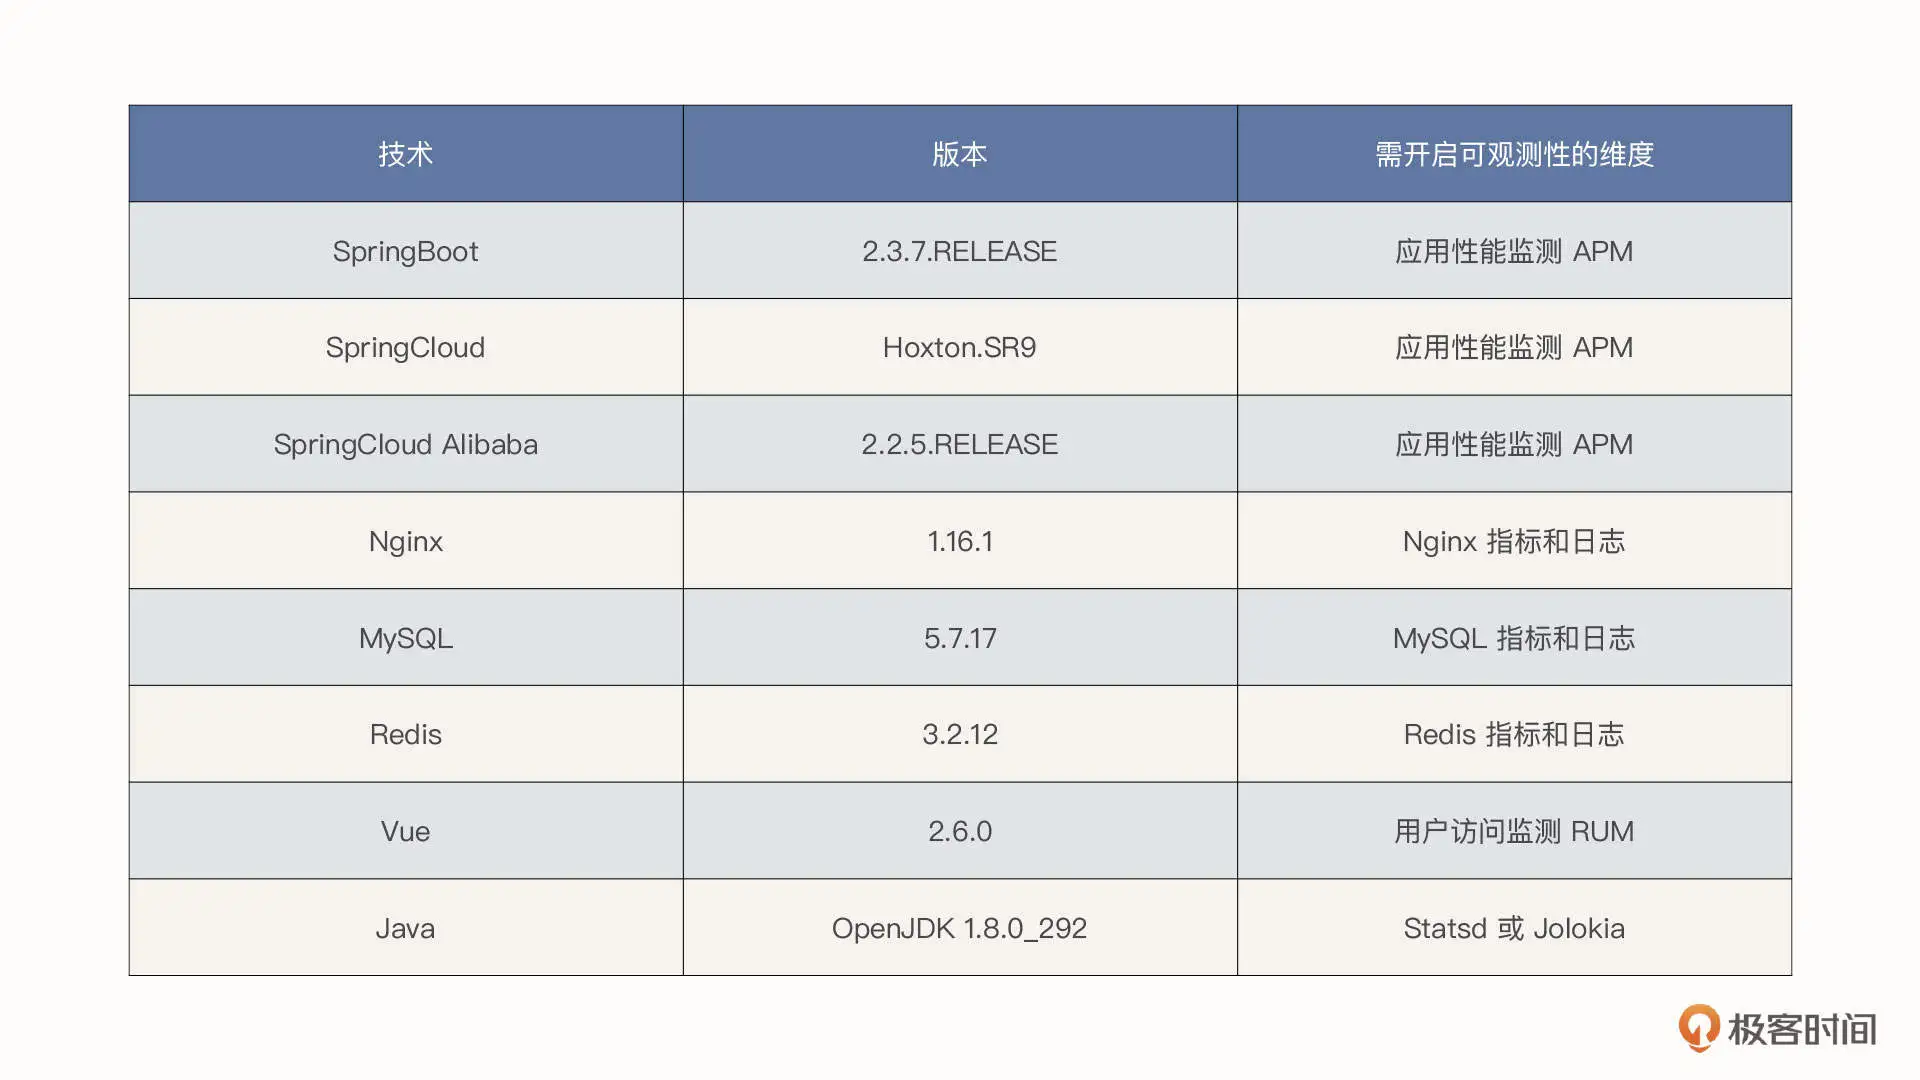 技术 版本 需开启可观测性的维度
SpringBoot 2.3.7.RELEASE 应用性能监测 APM
SpringCloud Hoxton.SR9 应用性能监测 APM
SpringCloud Alibaba 2.2.5.RELEASE 应用性能监测 APM
Nginx 1.16.1 Nginx 指标和日志
MySQL 5.7.17 MySQL 指标和日志
Redis 3.2.12 Redis 指标和日志
Vue 2.6.0 用户访问监测 RUM
Java OpenJDK 1.8.0_292 Statsd 或 Jolokia
极客时间